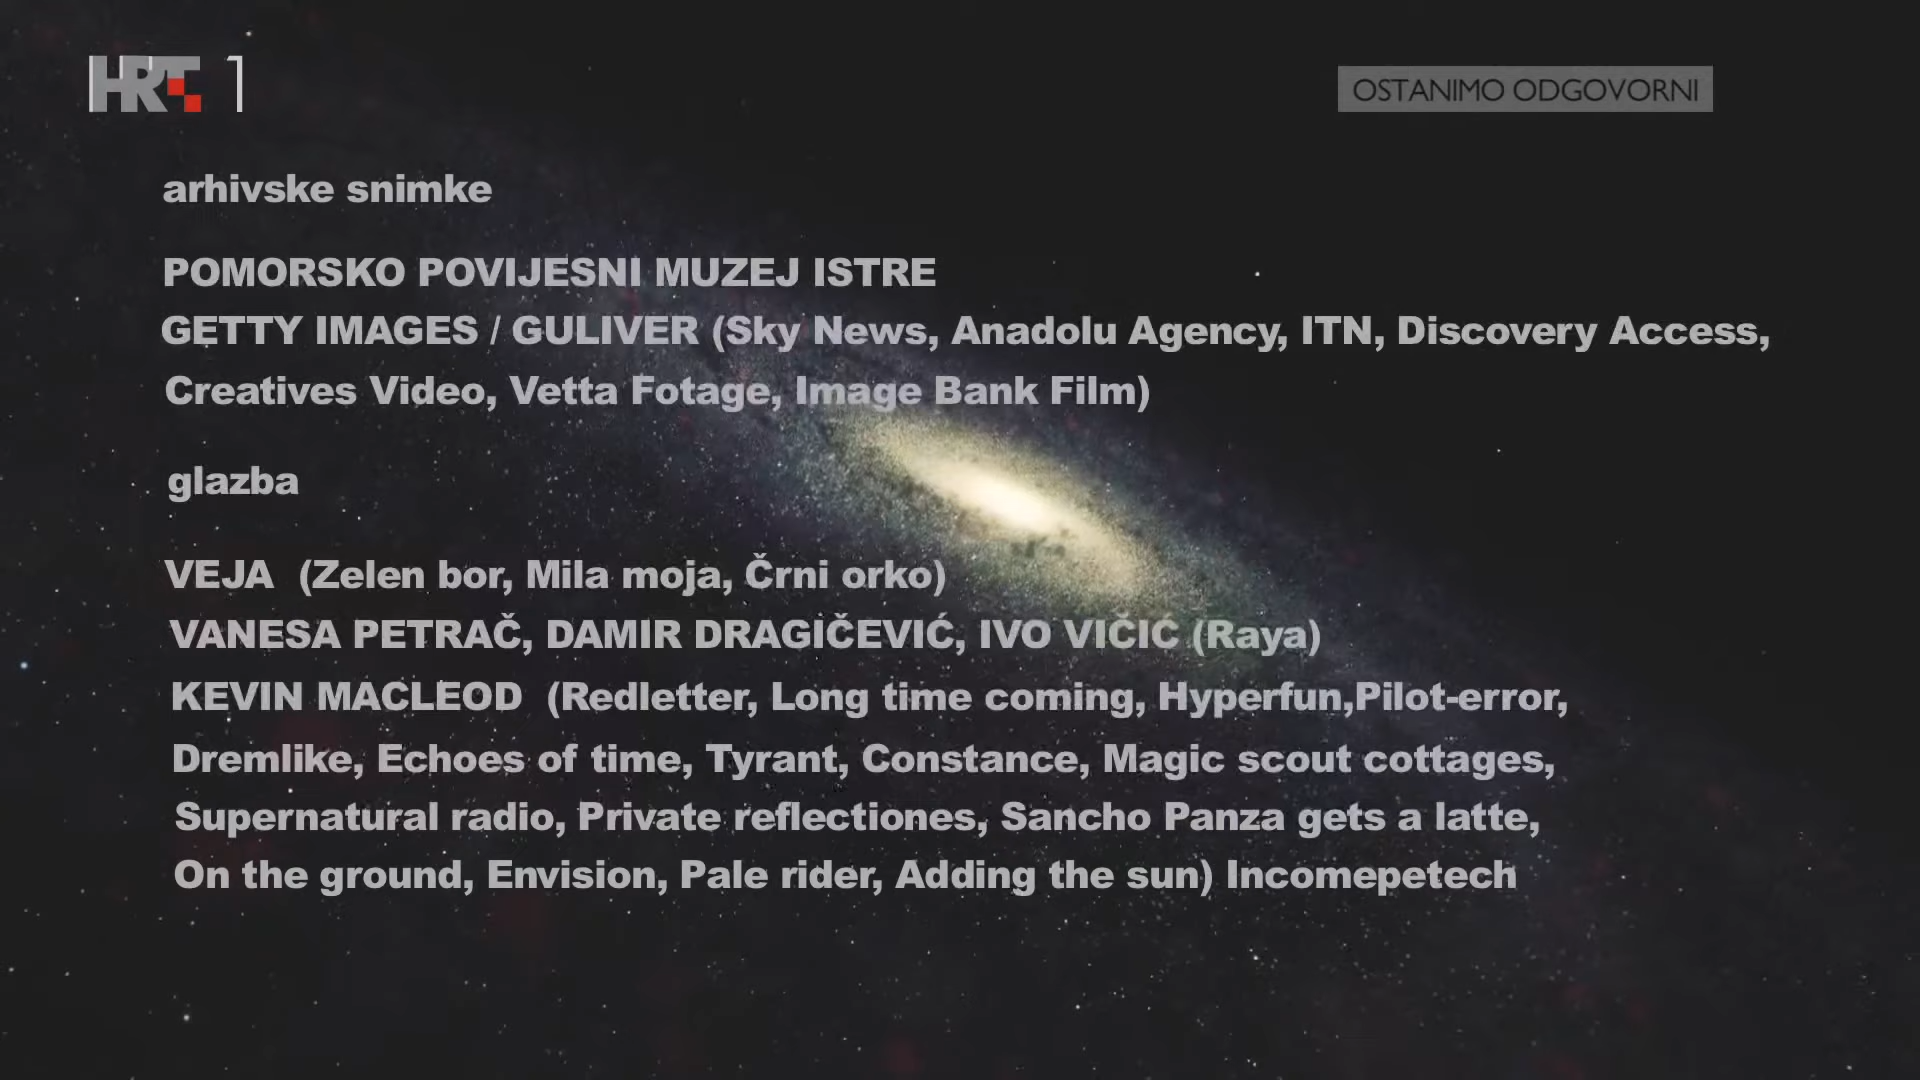 HRT 1
OSTANIMO ODGOVORNI
arhivske snimke
POMORSKO POVIJESNI MUZEJ ISTRE
GETTY IMAGES / GULIVER (Sky News, Anadolu Agency, ITN, Discovery Access,
Creatives Video, Vetta Fotage, Image Bank Film)
glazba
VEJA (Zelen bor, Mila moja, Črni orko)
VANESA PETRAČ, DAMIR DRAGIČEVIĆ, IVO VIČIĆ (Raya)
KEVIN MACLEOD (Redletter, Long time coming, Hyperfun,Pilot-error,
Dremlike, Echoes of time, Tyrant, Constance, Magic scout cottages,
Supernatural radio, Private reflectiones, Sancho Panza gets a latte,
On the ground, Envision, Pale rider, Adding the sun) Incomepetech